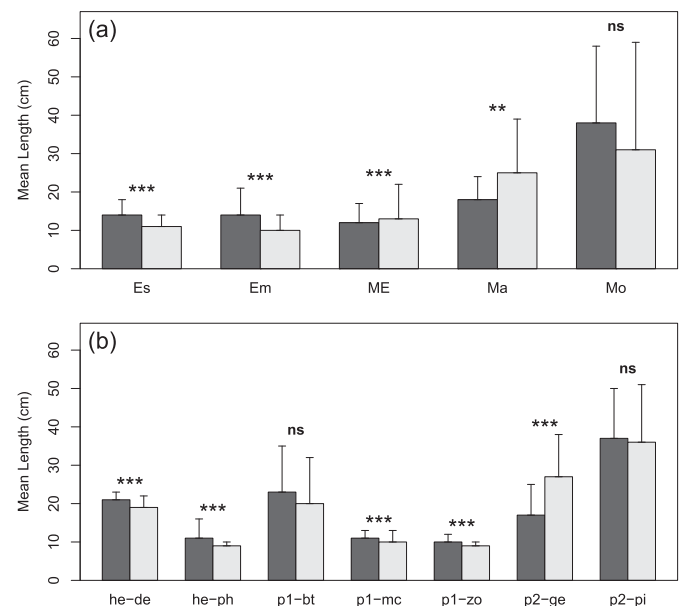 (a)
Mean Length (cm)
0 10 20 30 40 50 60
*** *** *** ** ns
Es Em ME Ma Mo
(b)
Mean Length (cm)
0 10 20 30 40 50 60
*** *** ns *** *** *** ns
he−de he−ph p1−bt p1−mc p1−zo p2−ge p2−pi